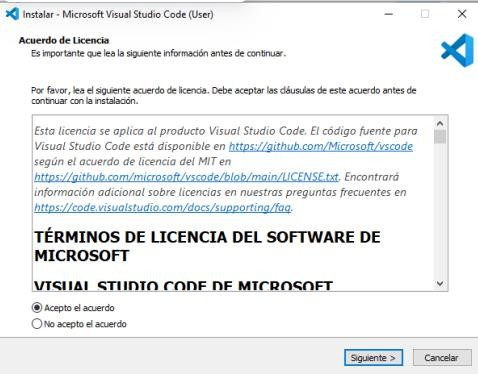 Instalar - Microsoft Visual Studio Code (User)
Acuerdo de Licencia
Es importante que lea la siguiente información antes de continuar.
Por favor, lea el siguiente acuerdo de licencia. Debe aceptar las cláusulas de este acuerdo antes de
continuar con la instalación.
Esta licencia se aplica al producto Visual Studio Code. El código fuente para
Visual Studio Code está disponible en https://github.com/Microsoft/vscode
según el acuerdo de licencia del MIT en
https://github.com/microsoft/vscode/blob/main/LICENSE.txt. Encontrará
información adicional sobre licencias en nuestras preguntas frecuentes en
https://code.visualstudio.com/docs/supporting/faq.
TÉRMINOS DE LICENCIA DEL SOFTWARE DE
MICROSOFT
VISUAL STUDIO CODE DE MICROSOFT
Acepto el acuerdo
No acepto el acuerdo
Siguiente >
Cancelar